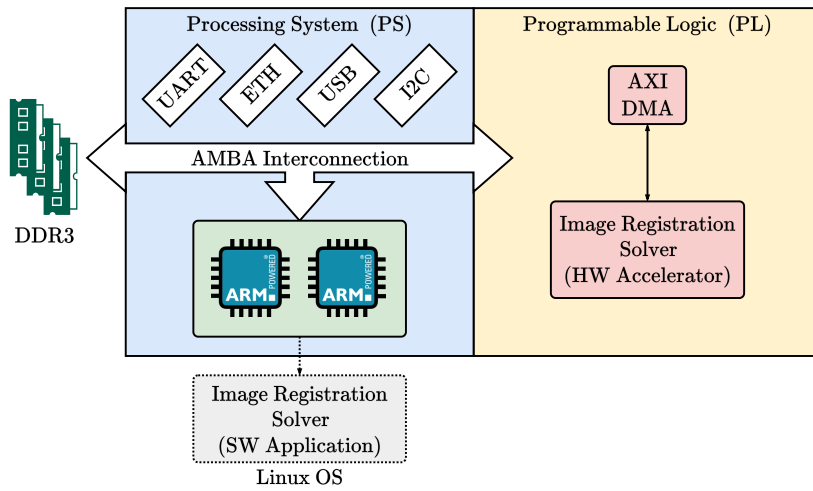 Processing System (PS)
Programmable Logic (PL)
UART
ETH
USB
I2C
AXI
DMA
AMBA Interconnection
DDR3
Image Registration
Solver
(HW Accelerator)
ARM
POWERED
®
ARM
POWERED
®
Image Registration
Solver
(SW Application)
Linux OS